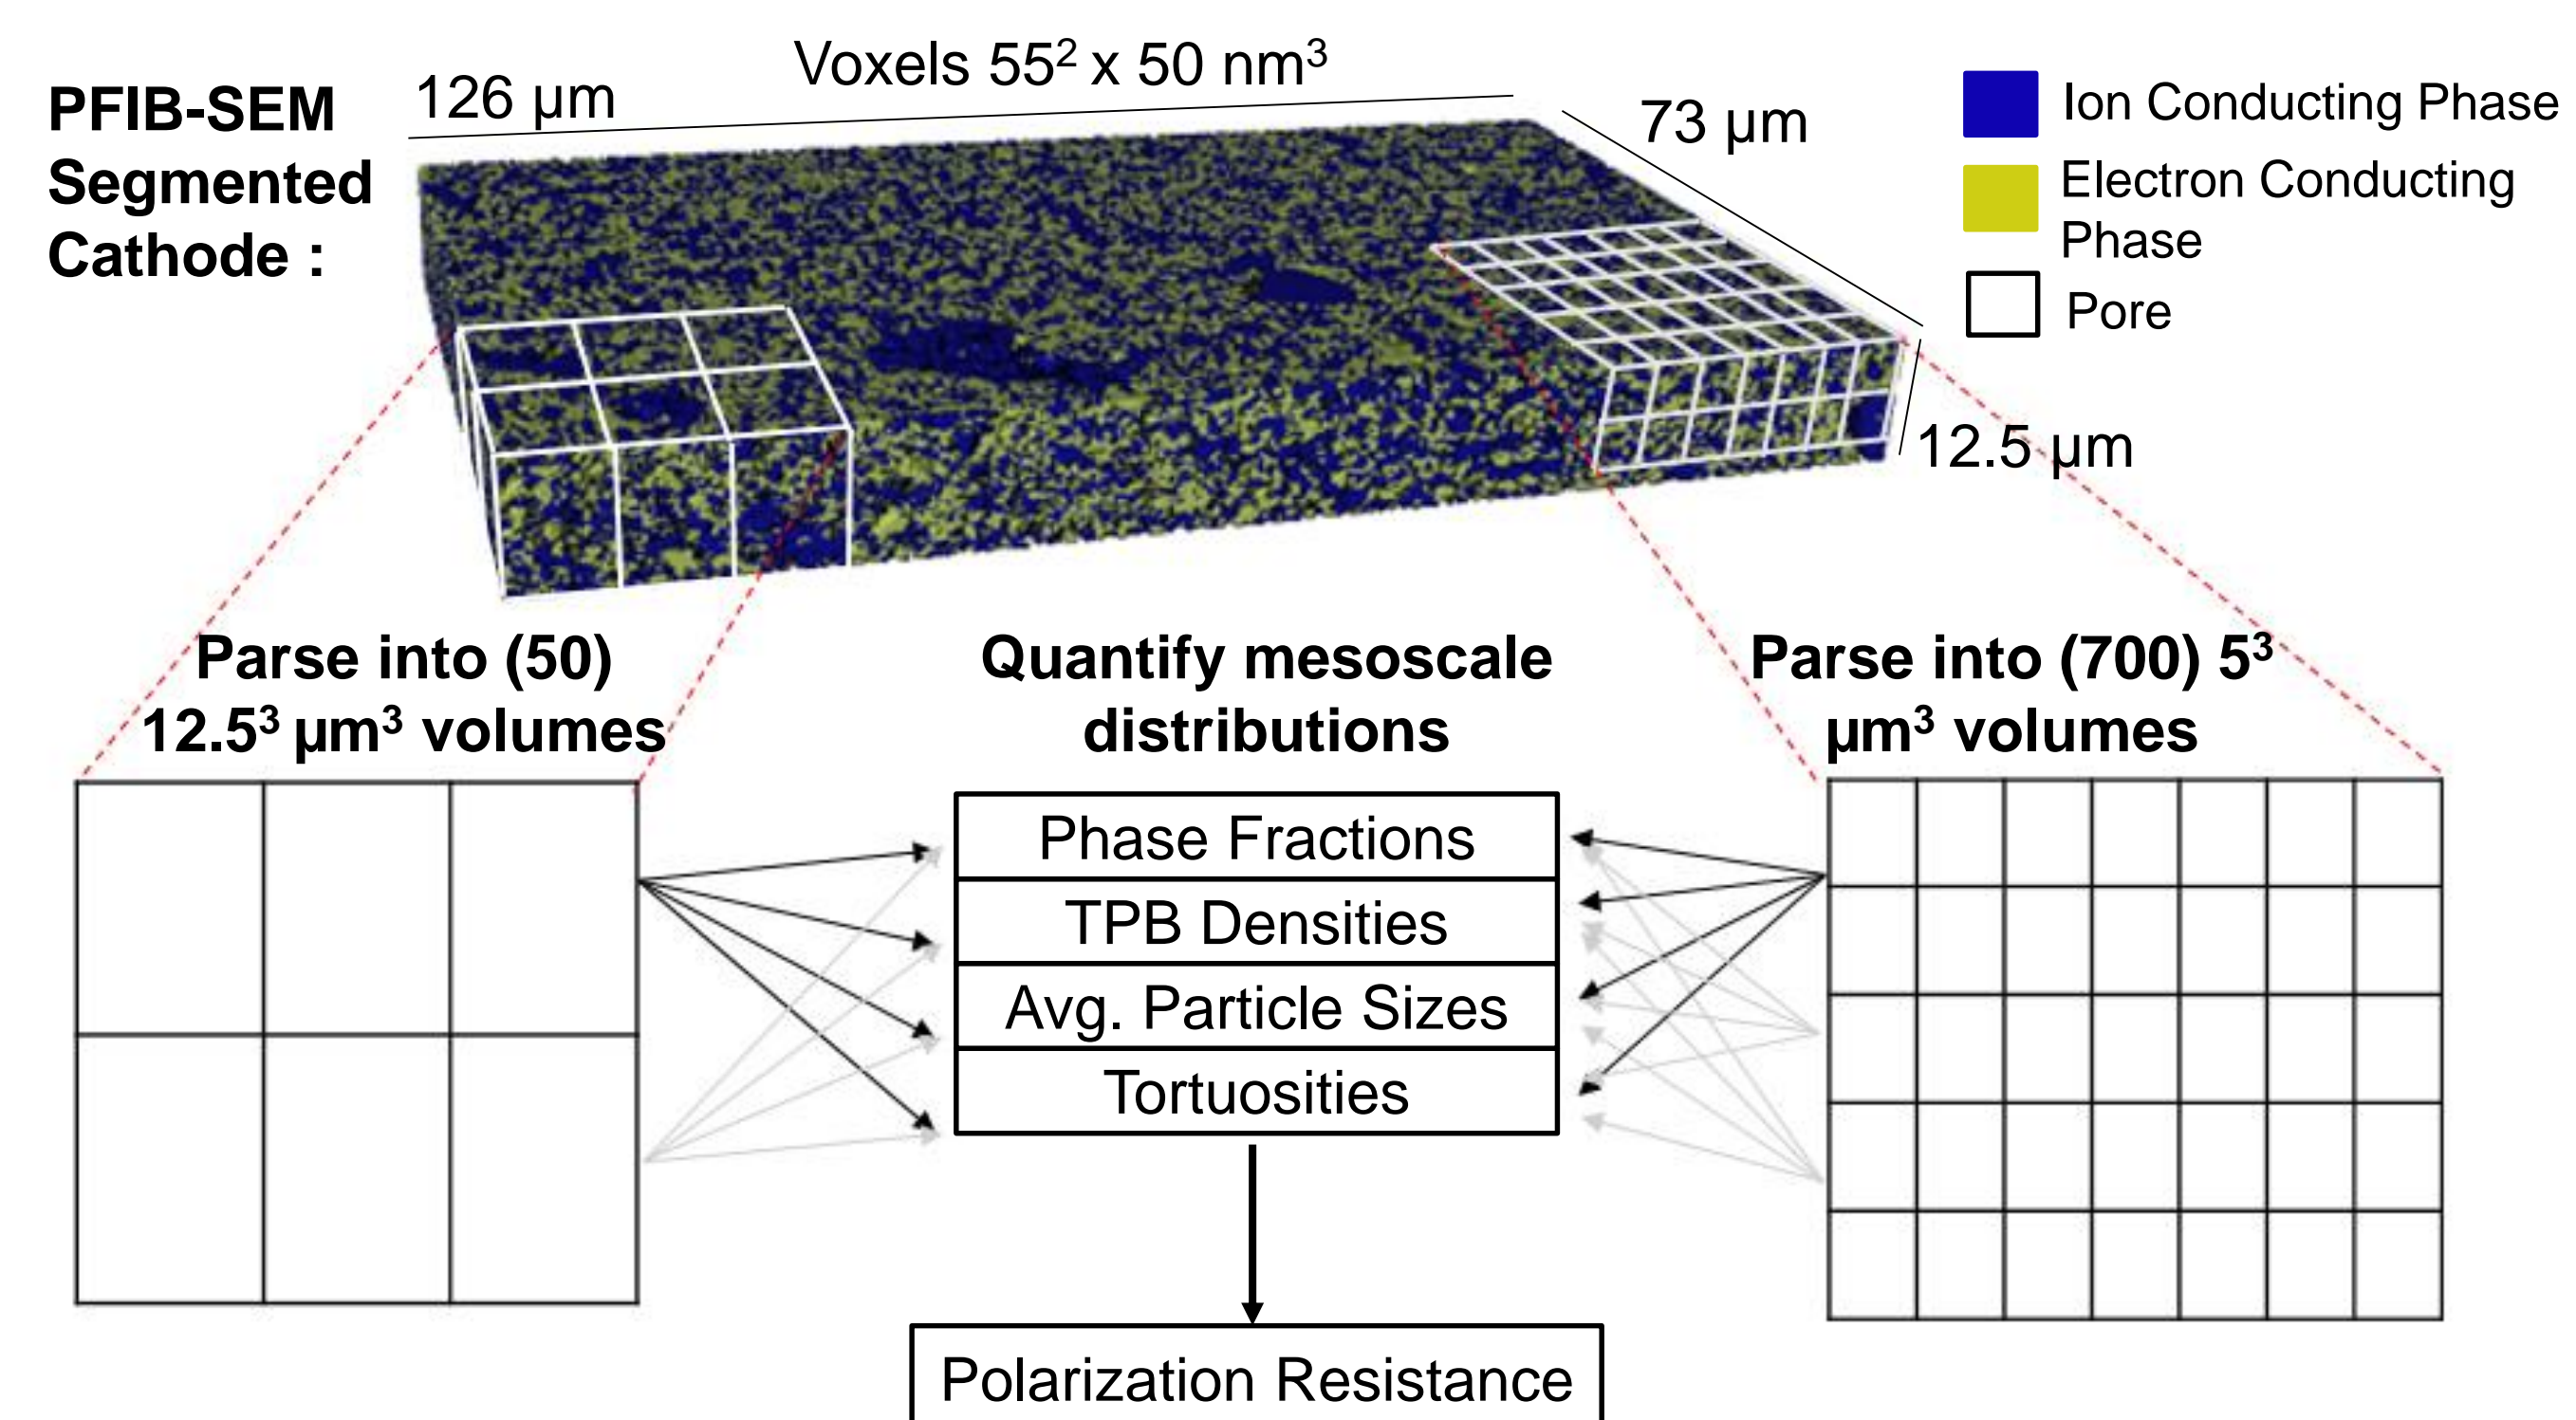 PFIB-SEM
Segmented
Cathode :
126 µm
Voxels 55² x 50 nm³
73 µm
12.5 µm
Ion Conducting Phase
Electron Conducting
Phase
Pore
Parse into (50)
12.5³ µm³ volumes
Quantify mesoscale
distributions
Parse into (700) 5³
µm³ volumes
Phase Fractions
TPB Densities
Avg. Particle Sizes
Tortuosities
Polarization Resistance